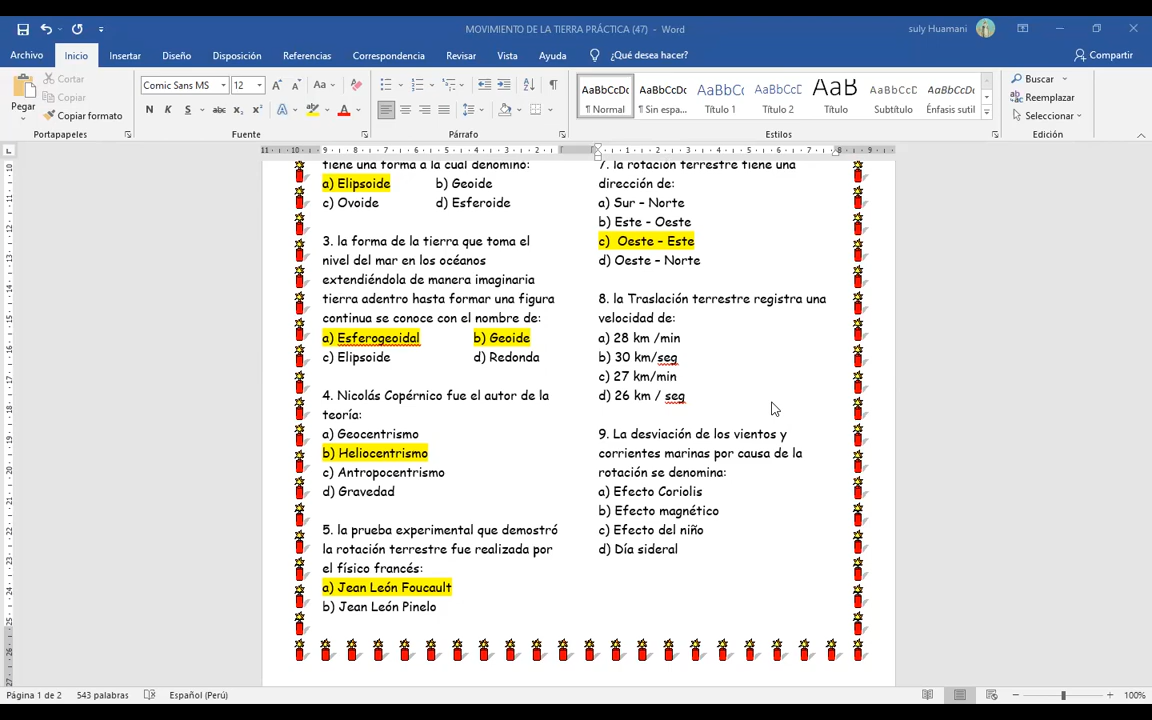 MOVIMIENTO DE LA TIERRA PRÁCTICA (47) - Word
suly Huamani
Archivo Inicio Insertar Diseño Disposición Referencias Correspondencia Revisar Vista Ayuda ¿Qué desea hacer? Compartir
Pegar
Cortar
Copiar
Copiar formato
Portapapeles
Comic Sans MS 12
N K S abc x₂ x²
Fuente
Párrafo
AaBbCcDc AaBbCcDc AaBbCc AaBbCcC AaB AaBbCcD AaBbCcDc
¶ Normal ¶ Sin espa... Título 1 Título 2 Título Subtítulo Énfasis sutil
Estilos
Buscar
Reemplazar
Seleccionar
Edición
tiene una forma a la cual denomino:
a) Elipsoide b) Geoide
c) Ovoide d) Esferoide
3. la forma de la tierra que toma el
nivel del mar en los océanos
extendiéndola de manera imaginaria
tierra adentro hasta formar una figura
continua se conoce con el nombre de:
a) Esferogeoidal b) Geoide
c) Elipsoide d) Redonda
4. Nicolás Copérnico fue el autor de la
teoría:
a) Geocentrismo
b) Heliocentrismo
c) Antropocentrismo
d) Gravedad
5. la prueba experimental que demostró
la rotación terrestre fue realizada por
el físico francés:
a) Jean León Foucault
b) Jean León Pinelo
7. la rotación terrestre tiene una
dirección de:
a) Sur – Norte
b) Este – Oeste
c) Oeste – Este
d) Oeste – Norte
8. la Traslación terrestre registra una
velocidad de:
a) 28 km /min
b) 30 km/seg
c) 27 km/min
d) 26 km / seg
9. La desviación de los vientos y
corrientes marinas por causa de la
rotación se denomina:
a) Efecto Coriolis
b) Efecto magnético
c) Efecto del niño
d) Día sideral
Página 1 de 2 543 palabras Español (Perú) 100%